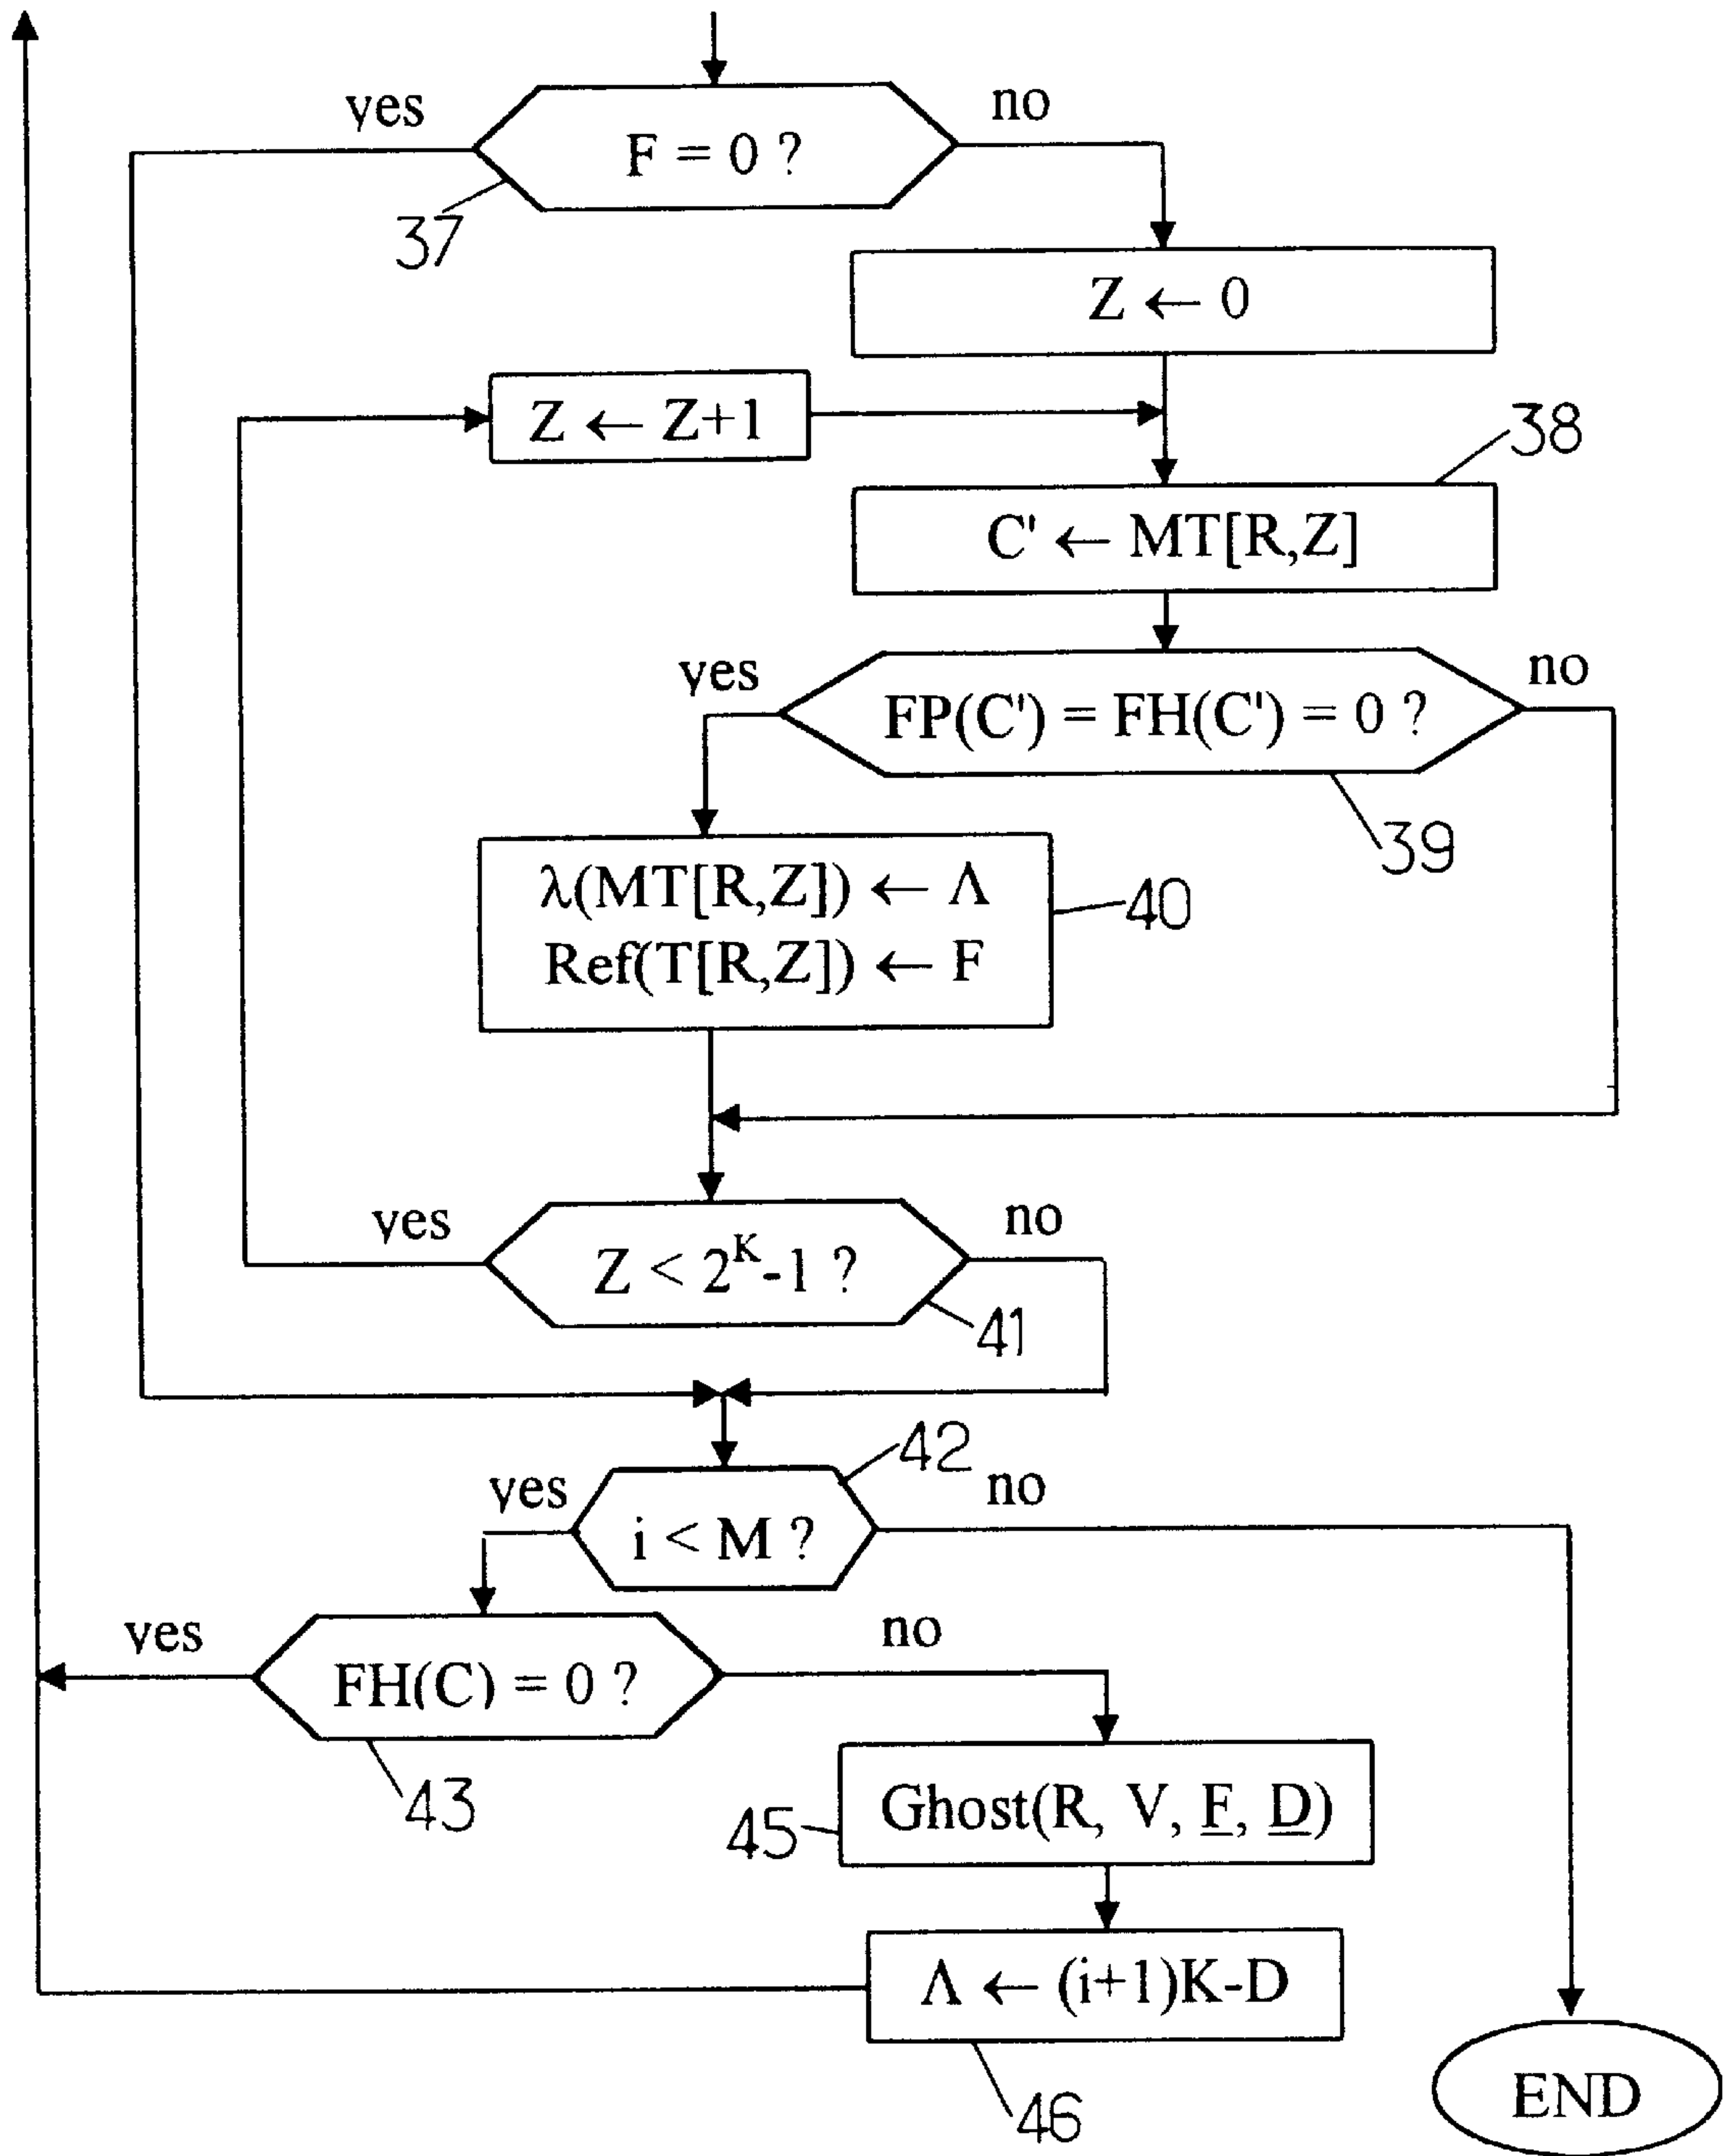 yes
no
F = 0 ?
37
Z ← 0
Z ← Z+1
38
C' ← MT[R,Z]
yes
no
FP(C') = FH(C') = 0 ?
39
λ(MT[R,Z]) ← Λ
Ref(T[R,Z]) ← F
40
yes
no
Z < 2^K-1 ?
41
42
yes
no
i < M ?
yes
no
FH(C) = 0 ?
43
Ghost(R, V, F, D)
45
Λ ← (i+1)K-D
46
END